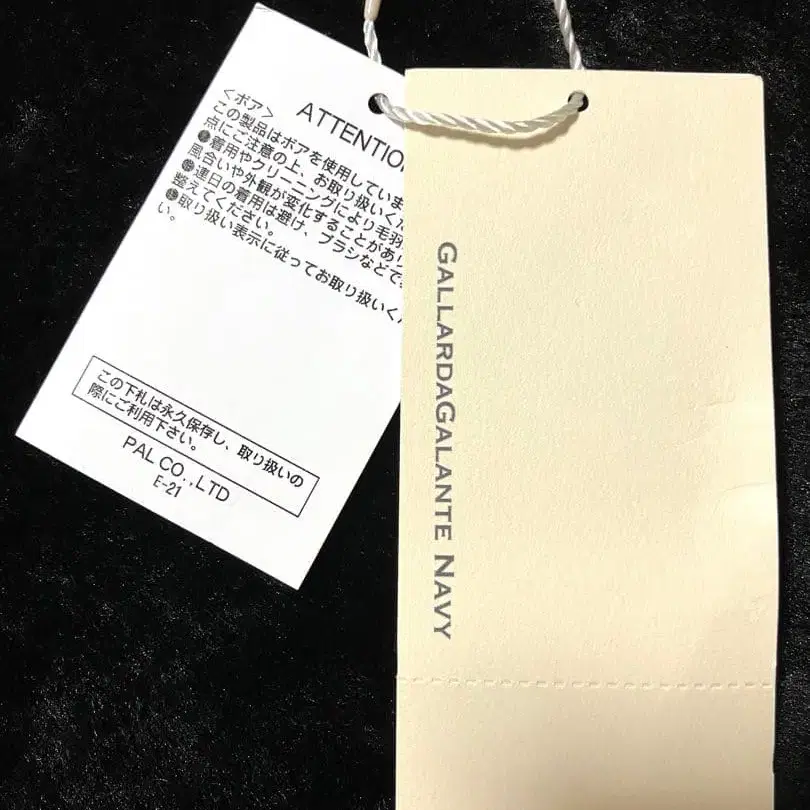 ATTENTIO
〈ボア〉
この製品はボアを使用していま
点にご注意の上、お取り扱いくだ
●着用やクリーニングにより毛羽
風合いや外観が変化することがあり
●連日の着用は避け、ブラシなどで
整えてください。
●取り扱い表示に従ってお取り扱いくだ
い。
この下札は永久保存し、取り扱いの
際にご利用下さい。
PAL CO.,LTD
E-21
GALLARDAGALANTE NAVY